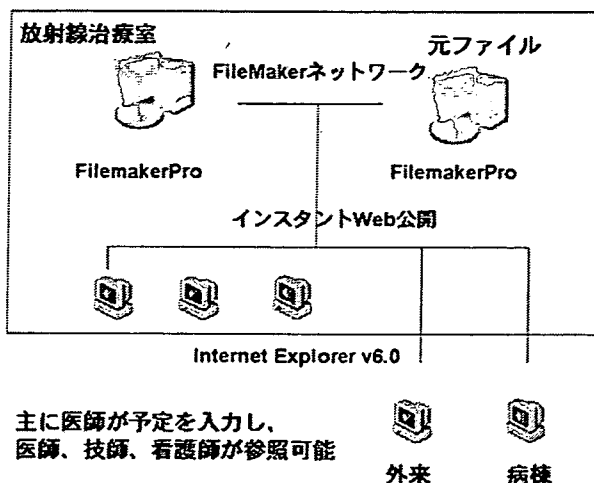 放射線治療室
元ファイル
FileMakerネットワーク
FilemakerPro
FilemakerPro
インスタントWeb公開
Internet Explorer v6.0
主に医師が予定を入力し、
医師、技師、看護師が参照可能
外来
病棟